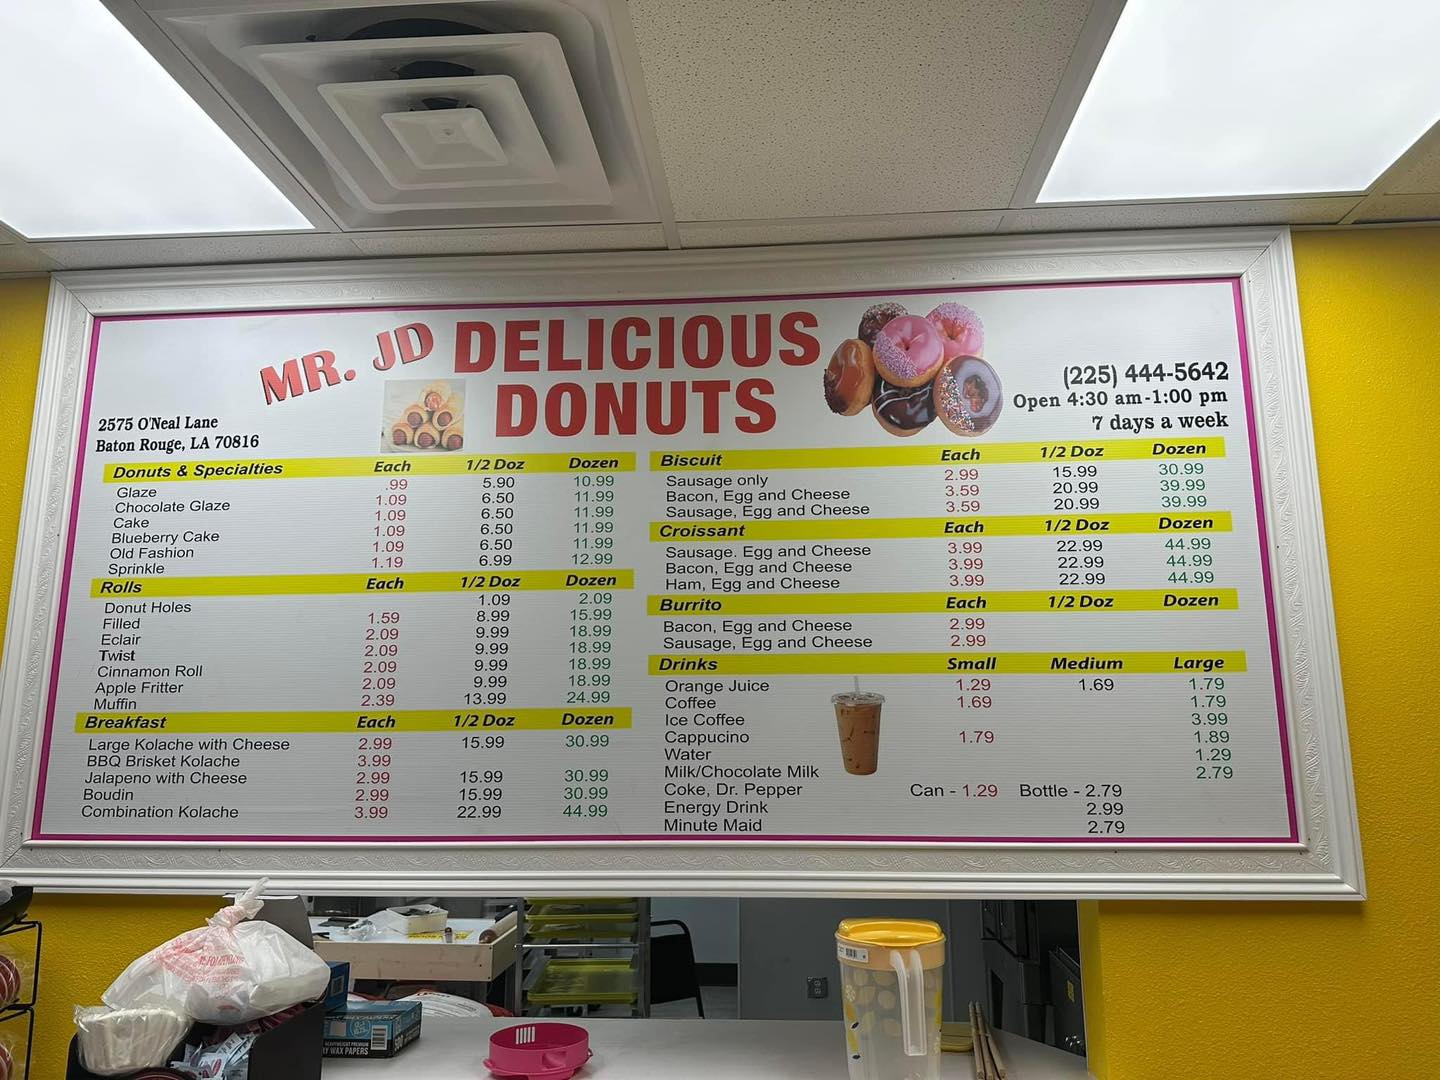 MR. JD DELICIOUS
DONUTS
2575 O'Neal Lane
Baton Rouge, LA 70816
(225) 444-5642
Open 4:30 am-1:00 pm
7 days a week
Donuts & Specialties Each 1/2 Doz Dozen
Glaze .99 5.90 10.99
Chocolate Glaze 1.09 6.50 11.99
Cake 1.09 6.50 11.99
Blueberry Cake 1.09 6.50 11.99
Old Fashion 1.09 6.50 11.99
Sprinkle 1.19 6.99 12.99
Rolls Each 1/2 Doz Dozen
Donut Holes 1.09 2.09
Filled 1.59 8.99 15.99
Eclair 2.09 9.99 18.99
Twist 2.09 9.99 18.99
Cinnamon Roll 2.09 9.99 18.99
Apple Fritter 2.09 9.99 18.99
Muffin 2.39 13.99 24.99
Breakfast Each 1/2 Doz Dozen
Large Kolache with Cheese 2.99 15.99 30.99
BBQ Brisket Kolache 3.99
Jalapeno with Cheese 2.99 15.99 30.99
Boudin 2.99 15.99 30.99
Combination Kolache 3.99 22.99 44.99
Biscuit Each 1/2 Doz Dozen
Sausage only 2.99 15.99 30.99
Bacon, Egg and Cheese 3.59 20.99 39.99
Sausage, Egg and Cheese 3.59 20.99 39.99
Croissant Each 1/2 Doz Dozen
Sausage. Egg and Cheese 3.99 22.99 44.99
Bacon, Egg and Cheese 3.99 22.99 44.99
Ham, Egg and Cheese 3.99 22.99 44.99
Burrito Each 1/2 Doz Dozen
Bacon, Egg and Cheese 2.99
Sausage, Egg and Cheese 2.99
Drinks Small Medium Large
Orange Juice 1.29 1.69 1.79
Coffee 1.69 1.79
Ice Coffee 3.99
Cappucino 1.79 1.89
Water 1.29
Milk/Chocolate Milk 2.79
Coke, Dr. Pepper Can - 1.29 Bottle - 2.79
Energy Drink 2.99
Minute Maid 2.79
WAX PAPERS